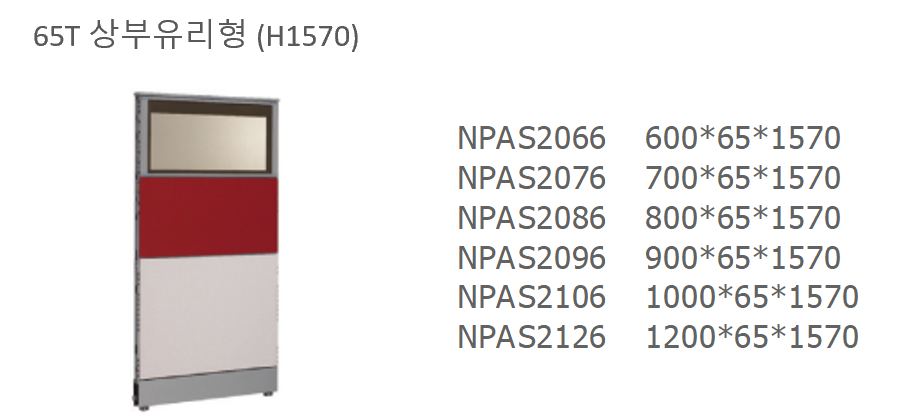 65T 상부유리형 (H1570)
NPAS2066 600*65*1570
NPAS2076 700*65*1570
NPAS2086 800*65*1570
NPAS2096 900*65*1570
NPAS2106 1000*65*1570
NPAS2126 1200*65*1570